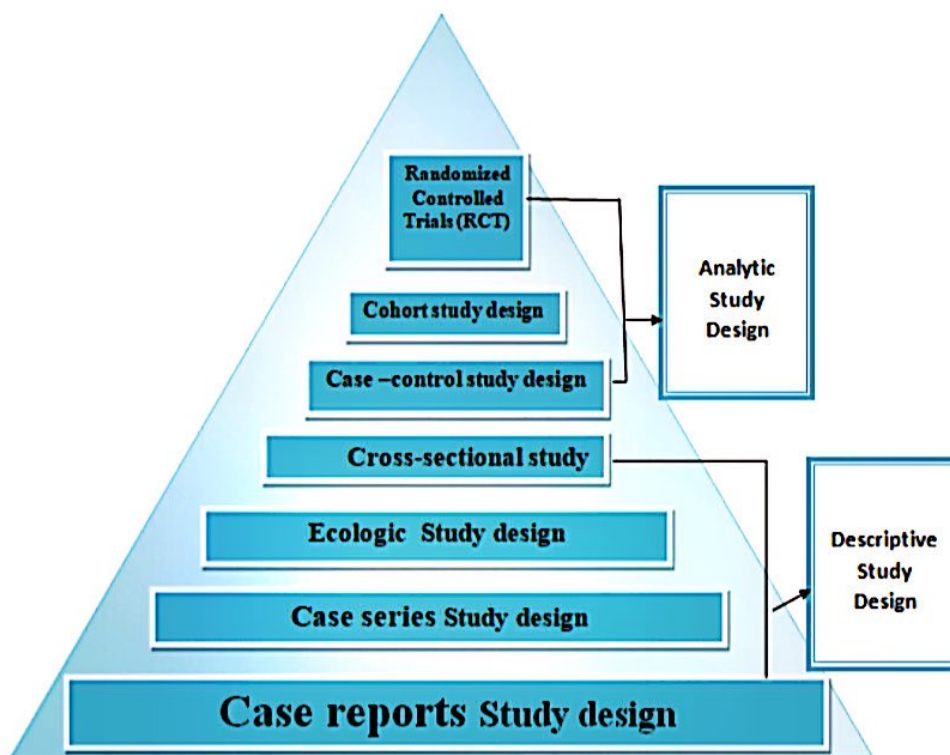 Randomized
Controlled
Trials (RCT)
Cohort study design
Case –control study design
Cross-sectional study
Ecologic Study design
Case series Study design
Case reports Study design
Analytic
Study
Design
Descriptive
Study
Design